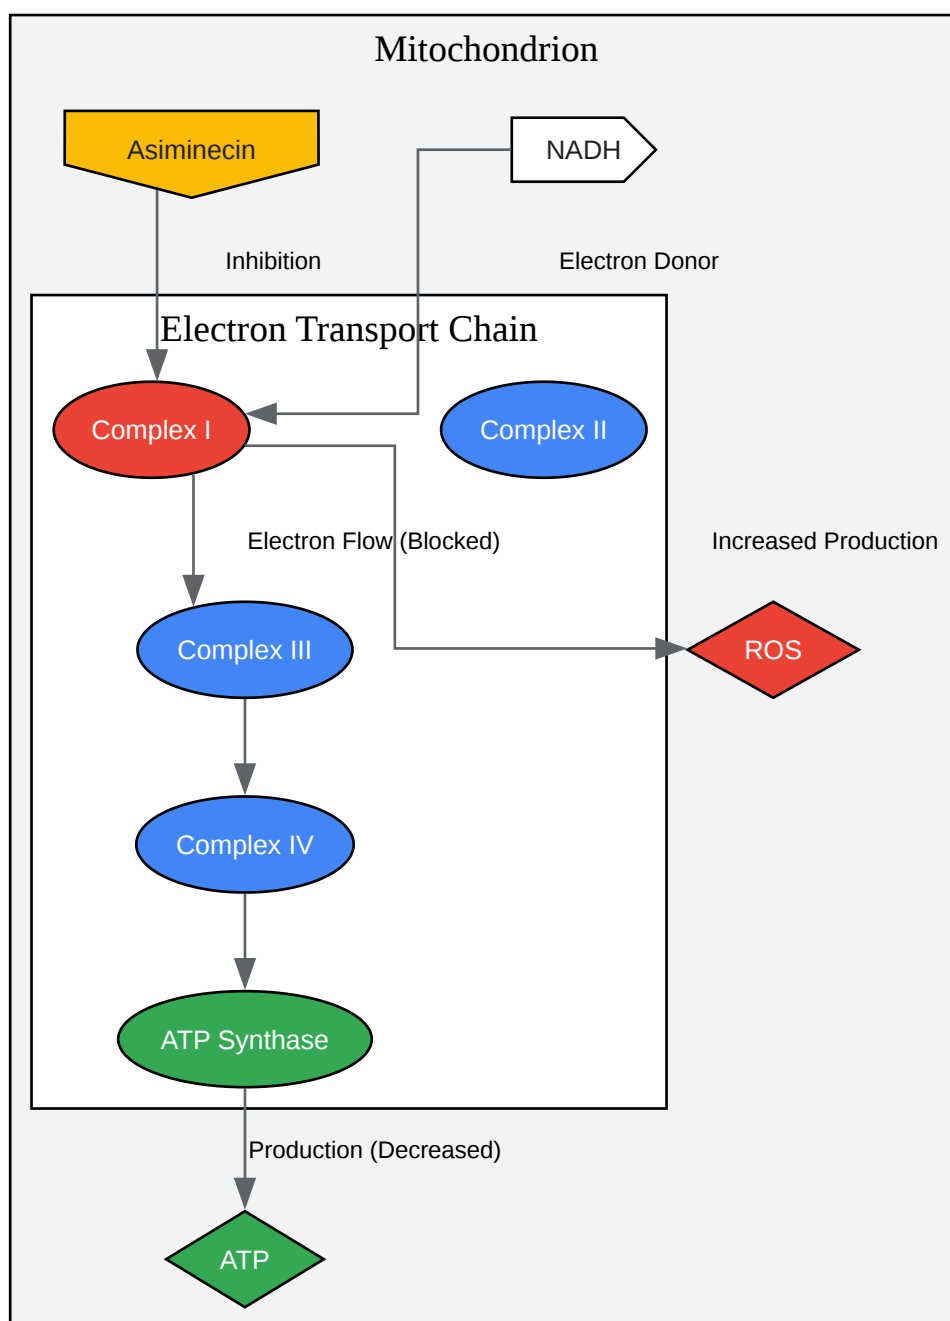 Mitochondrion
Asiminecin
NADH
Inhibition
Electron Donor
Electron Transport Chain
Complex I
Complex II
Electron Flow (Blocked)
Increased Production
Complex III
ROS
Complex IV
ATP Synthase
Production (Decreased)
ATP